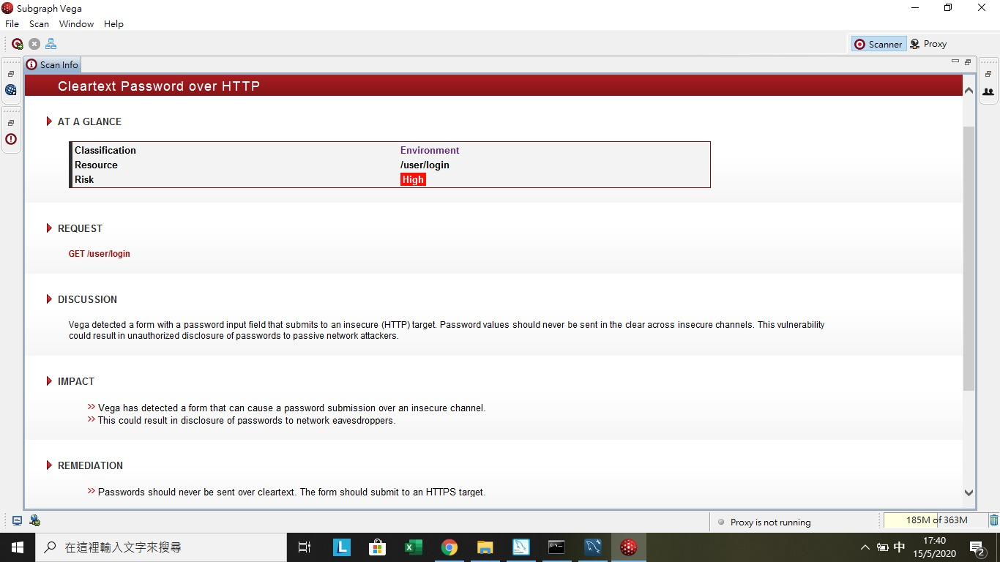 Subgraph Vega
File Scan Window Help
Scanner Proxy
Scan Info
Cleartext Password over HTTP
AT A GLANCE
Classification Environment
Resource /user/login
Risk High
REQUEST
GET /user/login
DISCUSSION
Vega detected a form with a password input field that submits to an insecure (HTTP) target. Password values should never be sent in the clear across insecure channels. This vulnerability
could result in unauthorized disclosure of passwords to passive network attackers.
IMPACT
>> Vega has detected a form that can cause a password submission over an insecure channel.
>> This could result in disclosure of passwords to network eavesdroppers.
REMEDIATION
>> Passwords should never be sent over cleartext. The form should submit to an HTTPS target.
Proxy is not running
185M of 363M
在這裡輸入文字來搜尋
L
中
17:40
15/5/2020
2